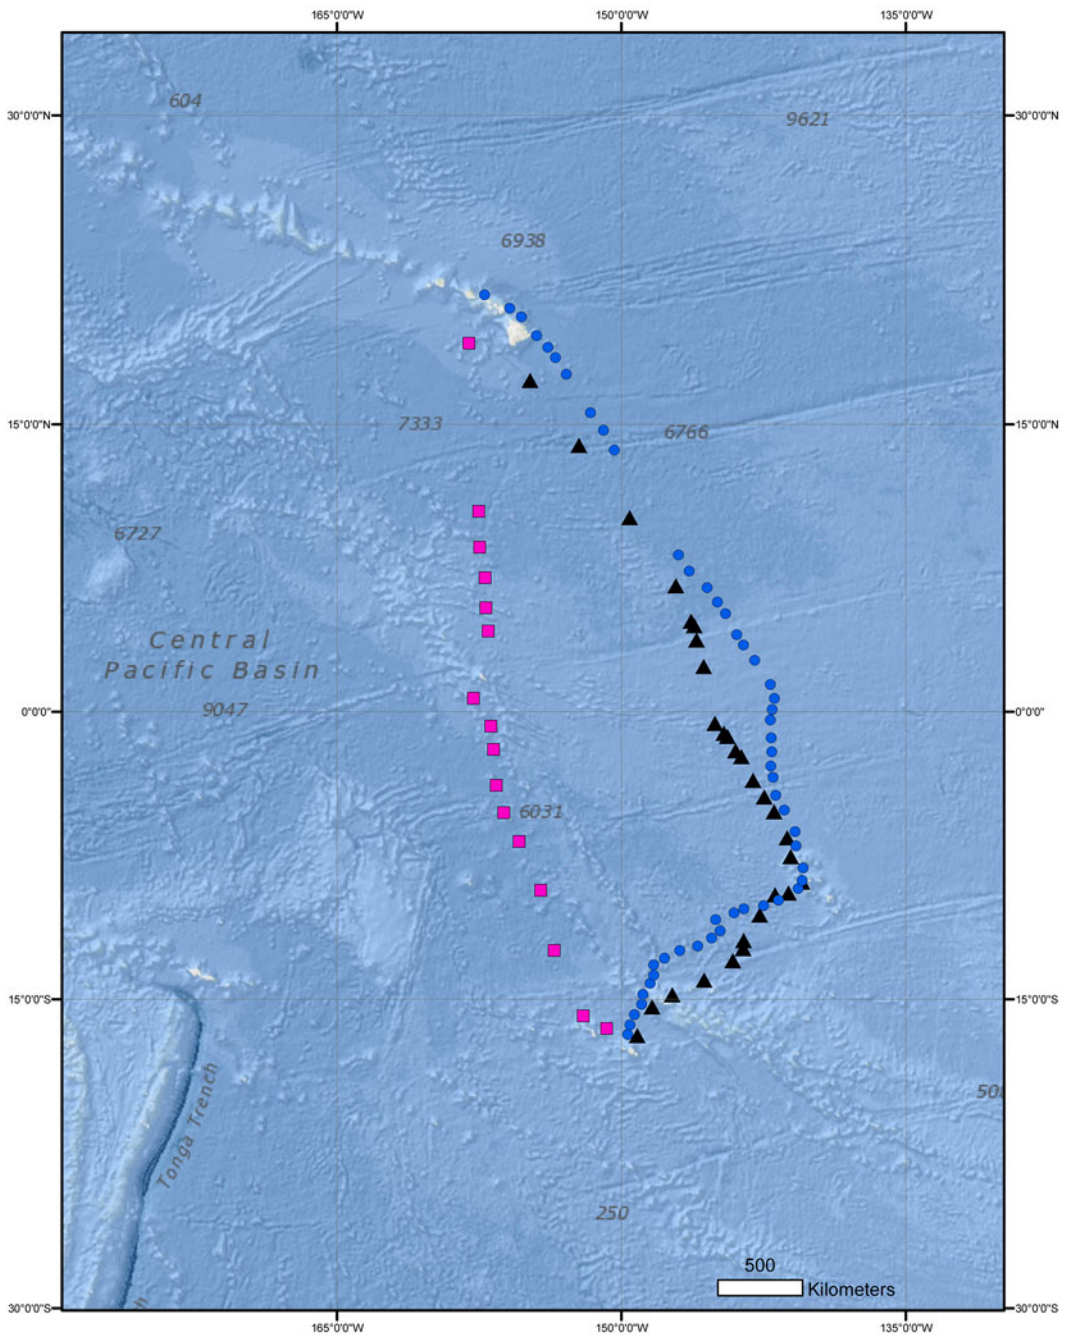 165°0'0"W 150°0'0"W 135°0'0"W
604
30°0'0"N 9621 30°0'0"N
6938
15°0'0"N 7333 6766 15°0'0"N
6727
Central
Pacific Basin
0°0'0" 9047 0°0'0"
6031
15°0'0"S 15°0'0"S
Tonga Trench
250
500
Kilometers
30°0'0"S 30°0'0"S
165°0'0"W 150°0'0"W 135°0'0"W